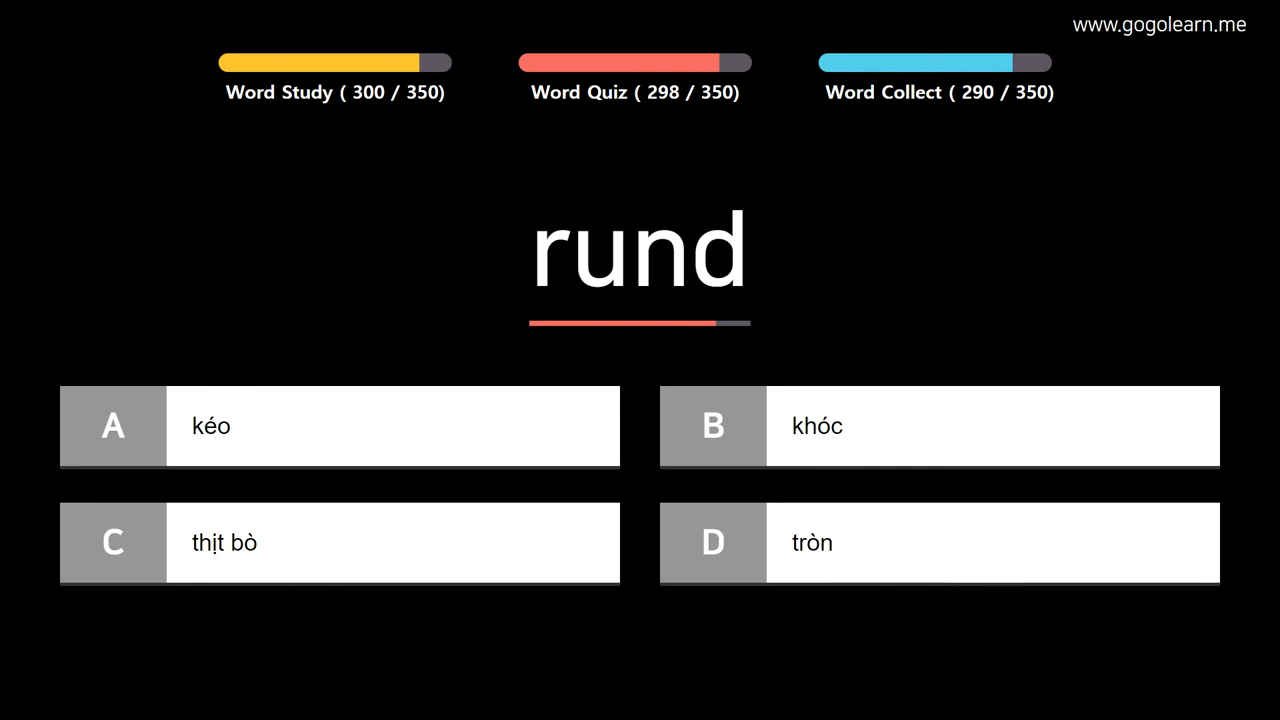 www.gogolearn.me
Word Study ( 300 / 350)
Word Quiz ( 298 / 350)
Word Collect ( 290 / 350)
rund
A kéo
B khóc
C thịt bò
D tròn